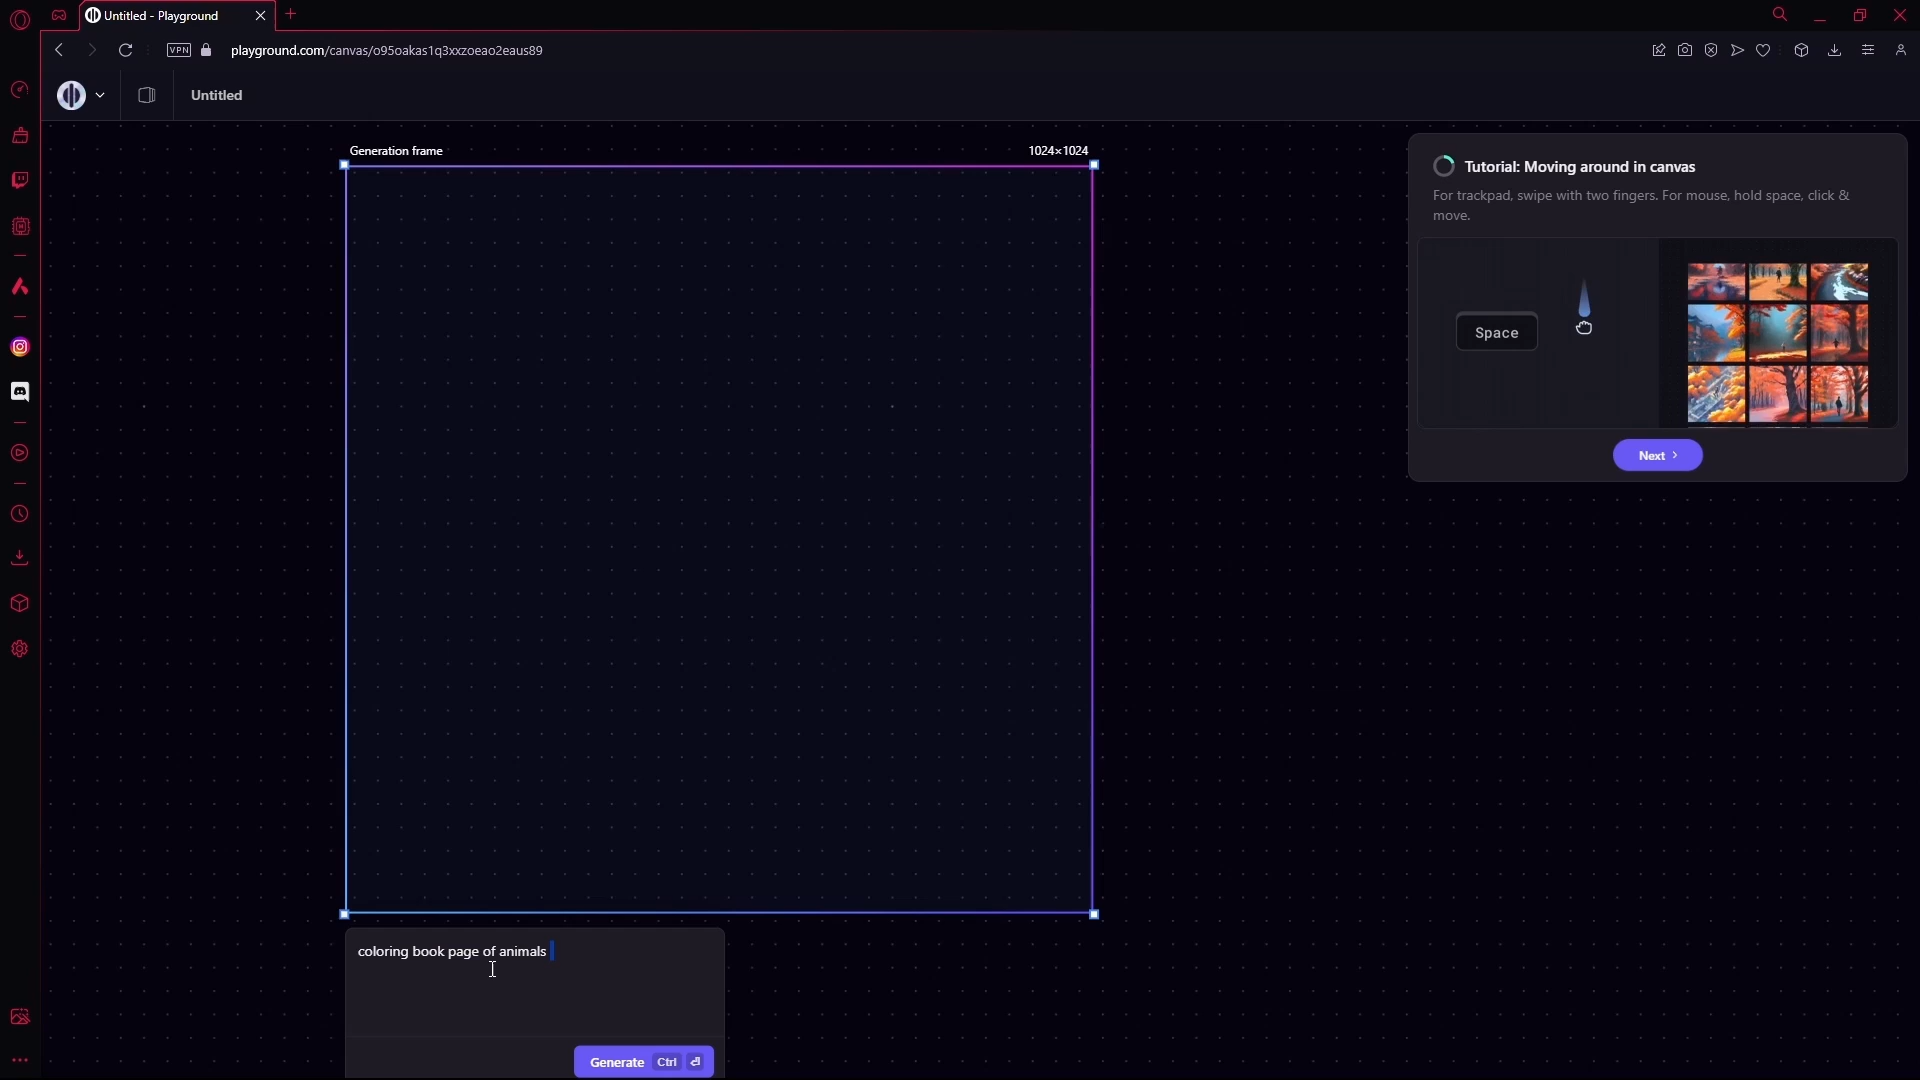 Untitled - Playground
VPN
playground.com/canvas/o95oakas1q3xxzoeao2eaus89
Untitled
Generation frame
1024×1024
Tutorial: Moving around in canvas
For trackpad, swipe with two fingers. For mouse, hold space, click &
move.
Space
Next
coloring book page of animals
Generate Ctrl